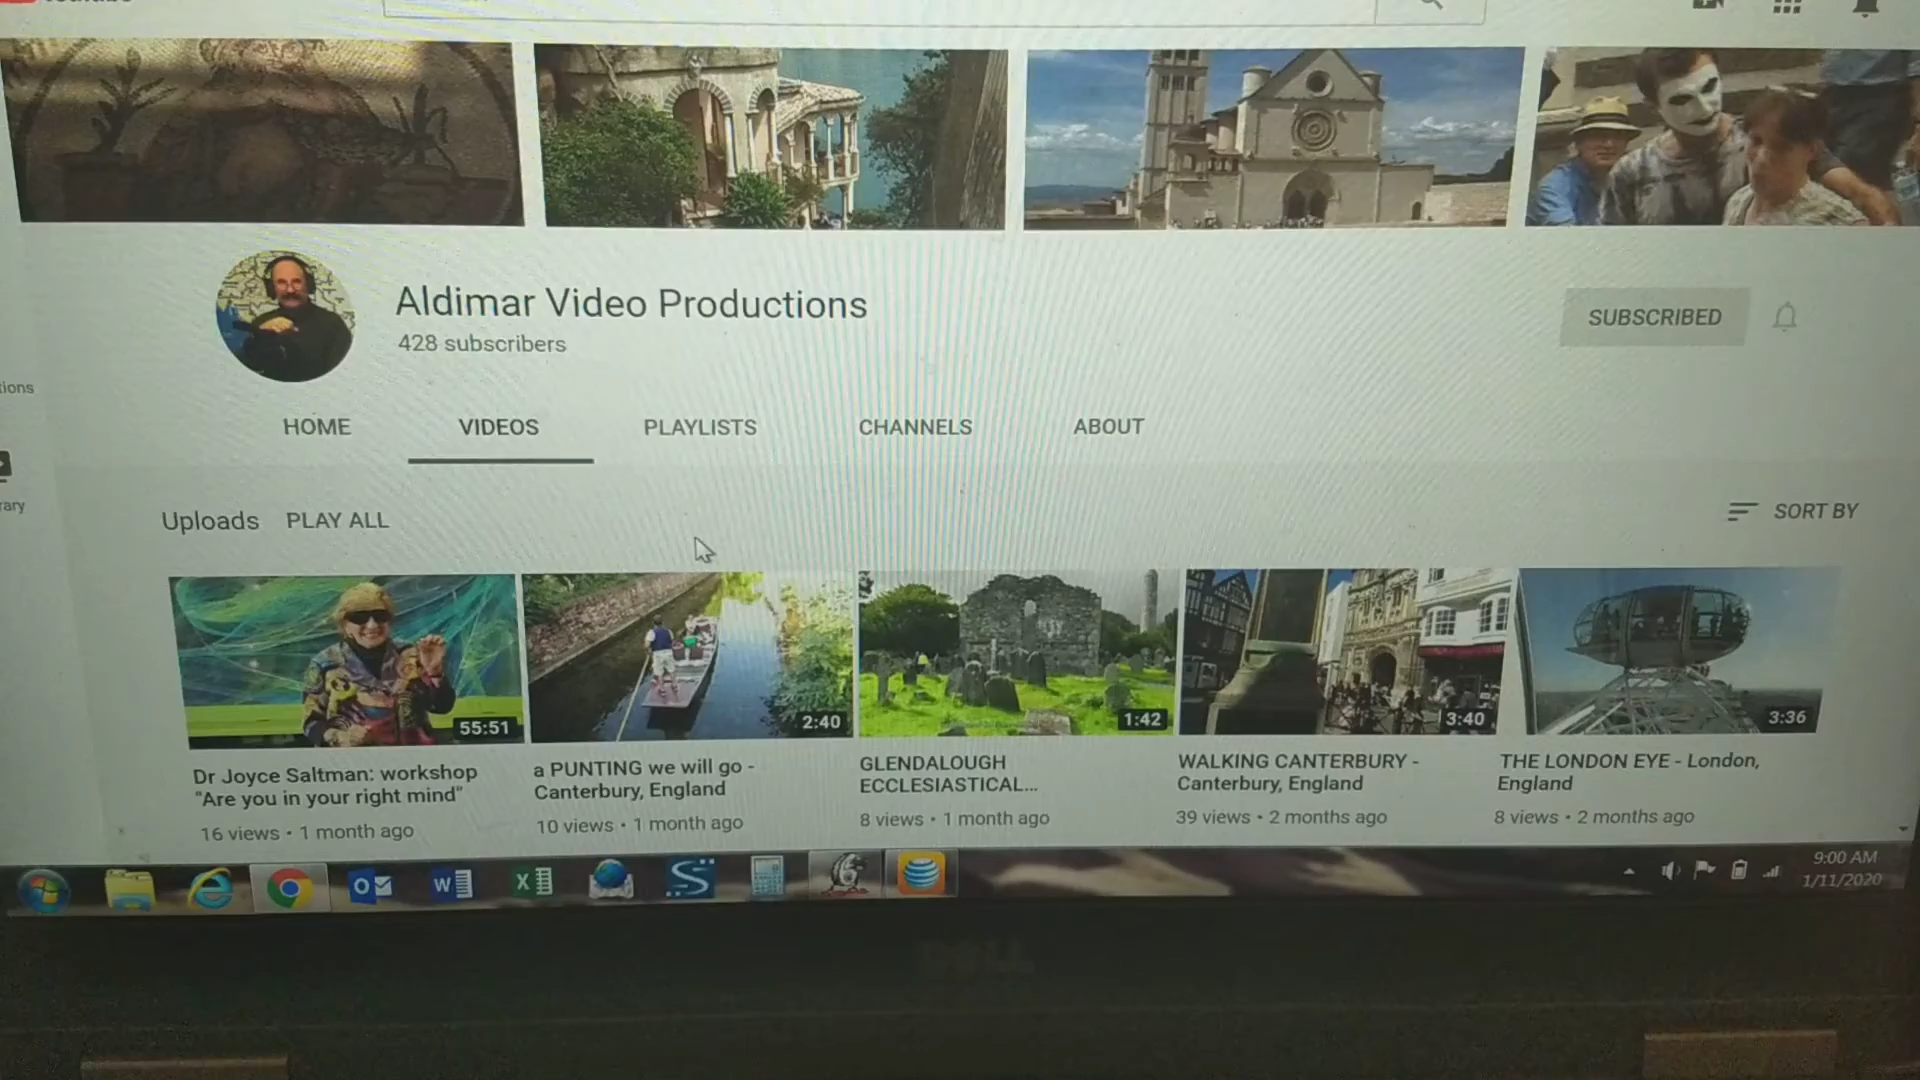 Aldimar Video Productions
428 subscribers
SUBSCRIBED
HOME VIDEOS PLAYLISTS CHANNELS ABOUT
Uploads PLAY ALL
SORT BY
55:51
2:40
1:42
3:40
3:36
Dr Joyce Saltman: workshop
"Are you in your right mind"
16 views • 1 month ago
a PUNTING we will go -
Canterbury, England
10 views • 1 month ago
GLENDALOUGH
ECCLESIASTICAL...
8 views • 1 month ago
WALKING CANTERBURY -
Canterbury, England
39 views • 2 months ago
THE LONDON EYE - London,
England
8 views • 2 months ago
9:00 AM
1/11/2020
DELL